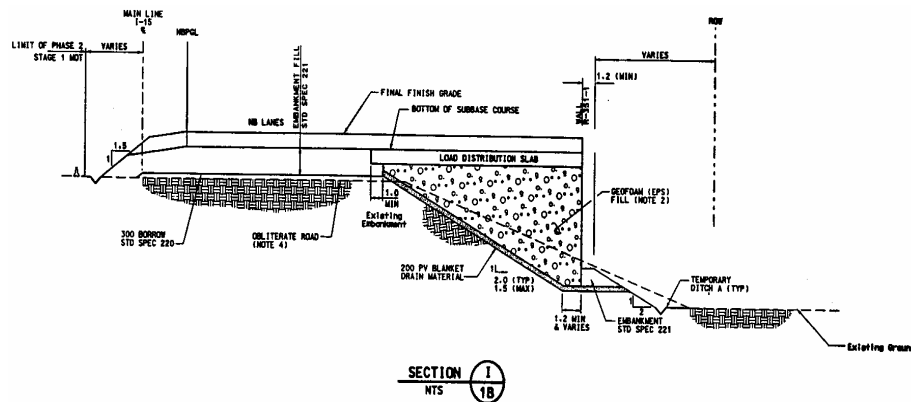 MAIN LINE
I-15
LIMIT OF PHASE 2
STAGE 1 MOT
VARIES
NBPGL
ROW
VARIES
1.2 (MIN)
WALL
R-351-1
EMBANKMENT FILL
STD SPEC 221
FINAL FINISH GRADE
BOTTOM OF SUBBASE COURSE
NB LANES
1.5
1
LOAD DISTRIBUTION SLAB
GEOFOAM (EPS)
FILL (NOTE 2)
1.0
MIN
Existing
Embankment
300 BORROW
STD SPEC 220
OBLITERATE ROAD
(NOTE 4)
200 PV BLANKET
DRAIN MATERIAL
1
2.0 (TYP)
1.5 (MAX)
1.2 MIN
& VARIES
1
2
EMBANKMENT
STD SPEC 221
TEMPORARY
DITCH A (TYP)
Existing Ground
SECTION
NTS
I
1B